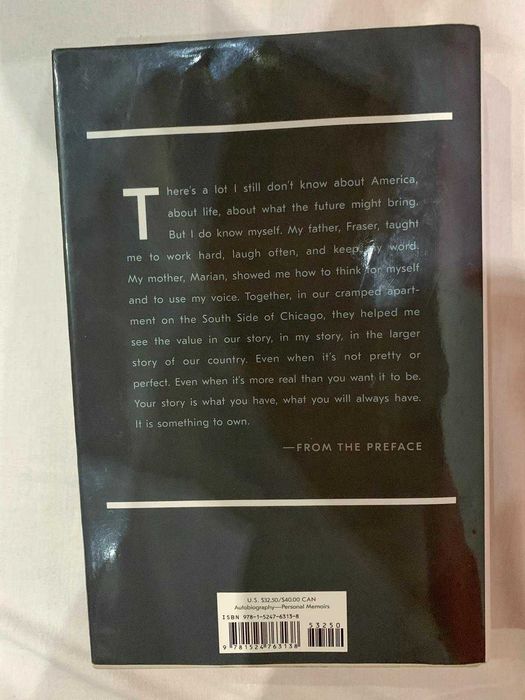 There's a lot I still don't know about America,
about life, about what the future might bring.
But I do know myself. My father, Fraser, taught
me to work hard, laugh often, and keep my word.
My mother, Marian, showed me how to think for myself
and to use my voice. Together, in our cramped apart-
ment on the South Side of Chicago, they helped me
see the value in our story, in my story, in the larger
story of our country. Even when it's not pretty or
perfect. Even when it's more real than you want it to be.
Your story is what you have, what you will always have.
It is something to own.
—FROM THE PREFACE
U.S. $32.50/$40.00 CAN
Autobiography—Personal Memoirs
ISBN 978-1-5247-6313-8
53250
9 781524 763138